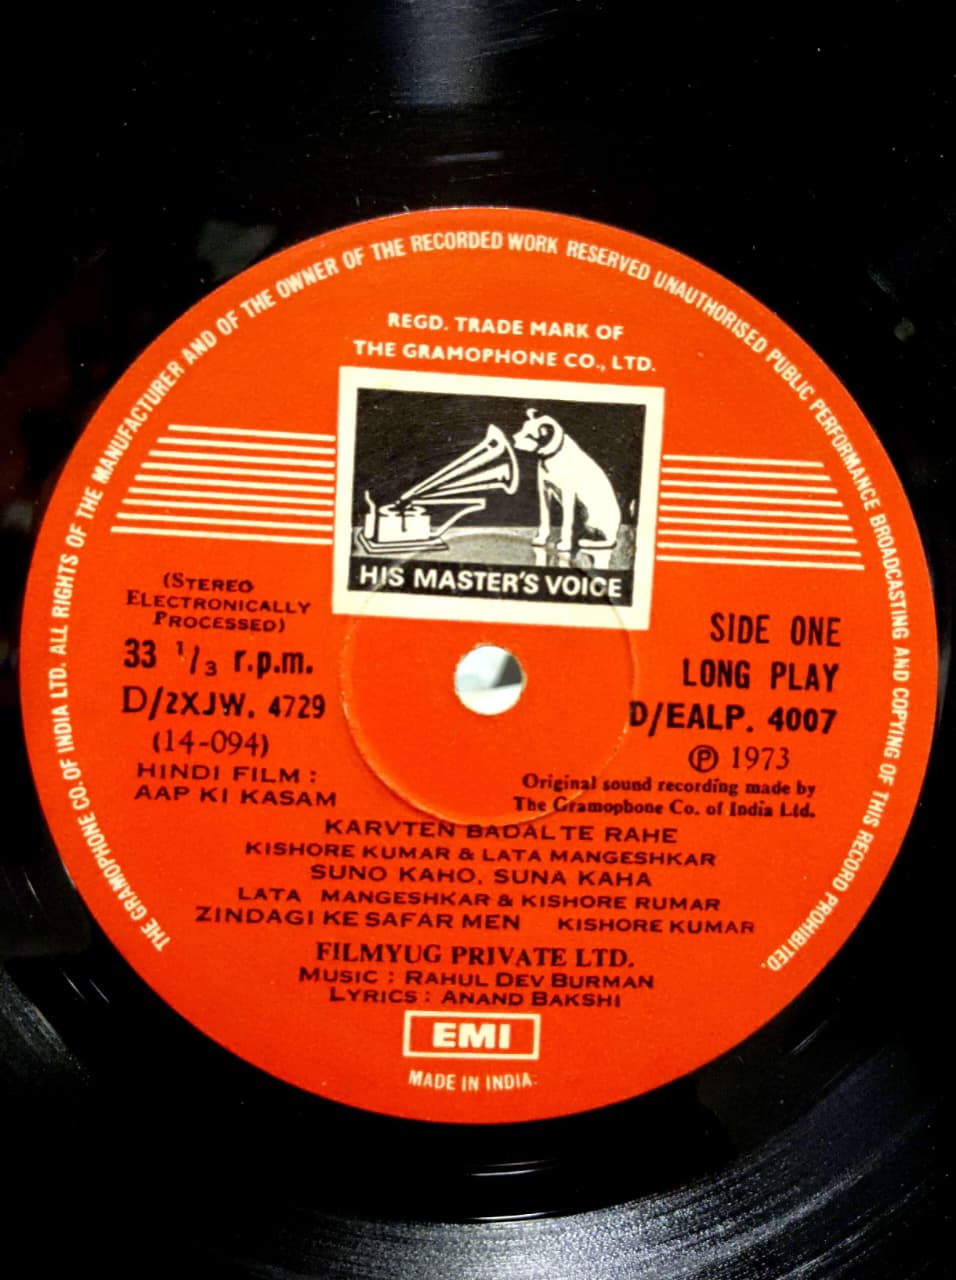 THE GRAMOPHONE CO. OF INDIA LTD. ALL RIGHTS OF THE MANUFACTURER AND OF THE OWNER OF THE RECORDED WORK RESERVED UNAUTHORISED PUBLIC PERFORMANCE BROADCASTING AND COPYING OF THIS RECORD PROHIBITED.
REGD. TRADE MARK OF
THE GRAMOPHONE CO., LTD.
HIS MASTER'S VOICE
(STEREO
ELECTRONICALLY
PROCESSED)
33 1/3 r.p.m.
D/2XJW. 4729
(14-094)
HINDI FILM :
AAP KI KASAM
SIDE ONE
LONG PLAY
D/EALP. 4007
℗ 1973
Original sound recording made by
The Gramophone Co. of India Ltd.
KARVTEN BADAL TE RAHE
KISHORE KUMAR & LATA MANGESHKAR
SUNO KAHO, SUNA KAHA
LATA MANGESHKAR & KISHORE RUMAR
ZINDAGI KE SAFAR MEN KISHORE KUMAR
FILMYUG PRIVATE LTD.
MUSIC : RAHUL DEV BURMAN
LYRICS : ANAND BAKSHI
EMI
MADE IN INDIA.